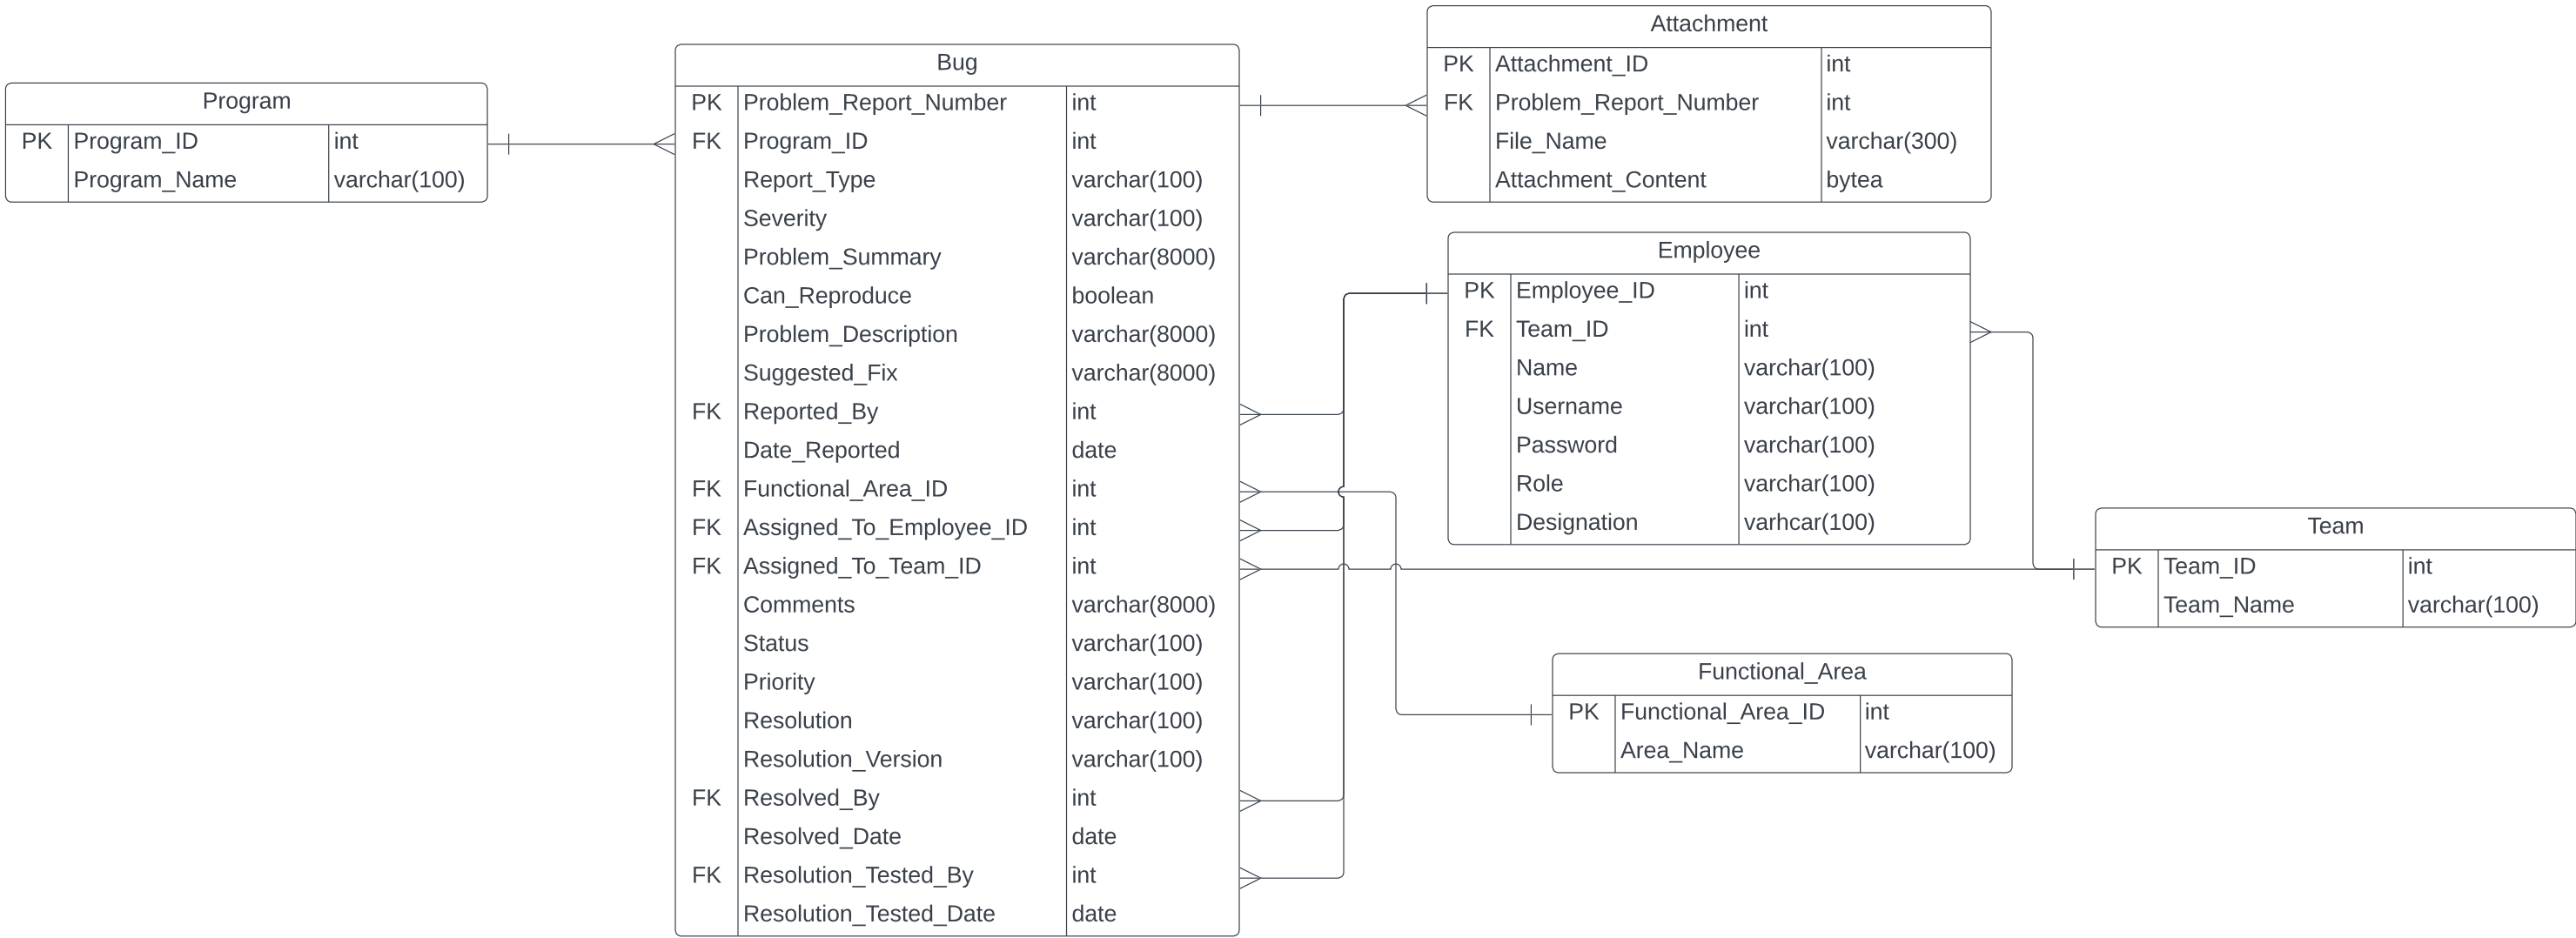 Program
PK Program_ID int
Program_Name varchar(100)
Bug
PK Problem_Report_Number int
FK Program_ID int
Report_Type varchar(100)
Severity varchar(100)
Problem_Summary varchar(8000)
Can_Reproduce boolean
Problem_Description varchar(8000)
Suggested_Fix varchar(8000)
FK Reported_By int
Date_Reported date
FK Functional_Area_ID int
FK Assigned_To_Employee_ID int
FK Assigned_To_Team_ID int
Comments varchar(8000)
Status varchar(100)
Priority varchar(100)
Resolution varchar(100)
Resolution_Version varchar(100)
FK Resolved_By int
Resolved_Date date
FK Resolution_Tested_By int
Resolution_Tested_Date date
Attachment
PK Attachment_ID int
FK Problem_Report_Number int
File_Name varchar(300)
Attachment_Content bytea
Employee
PK Employee_ID int
FK Team_ID int
Name varchar(100)
Username varchar(100)
Password varchar(100)
Role varchar(100)
Designation varhcar(100)
Team
PK Team_ID int
Team_Name varchar(100)
Functional_Area
PK Functional_Area_ID int
Area_Name varchar(100)